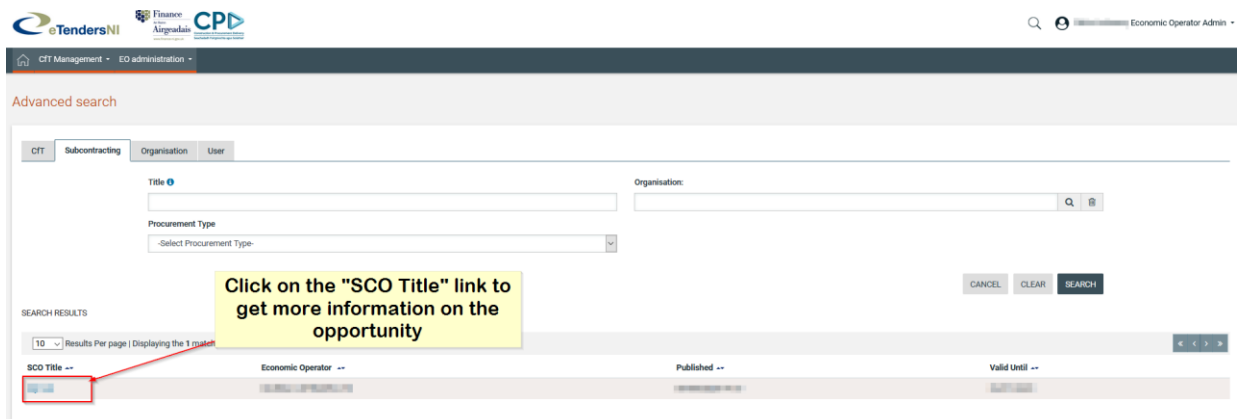 eTendersNI
Finance
Airgeadais
CPD
Economic Operator Admin
CfT Management
EO administration
Advanced search
CfT
Subcontracting
Organisation
User
Title
Organisation:
Procurement Type
-Select Procurement Type-
Click on the "SCO Title" link to
get more information on the
opportunity
CANCEL
CLEAR
SEARCH
SEARCH RESULTS
10 Results Per page | Displaying the 1
SCO Title
Economic Operator
Published
Valid Until